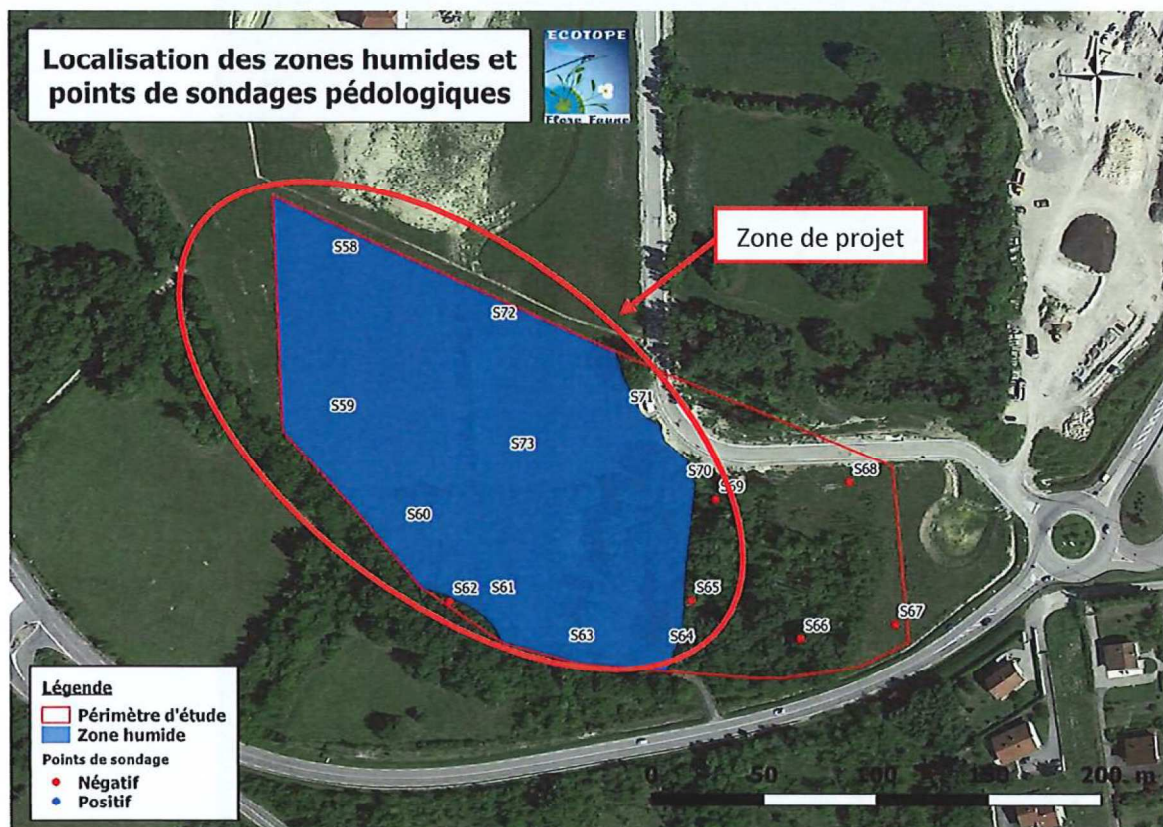 Localisation des zones humides et
points de sondages pédologiques
ECOTOPE
Flore Faune
Zone de projet
S58
S72
S59
S71
S73
S70
S69
S68
S60
S62
S61
S65
S67
S66
S63
S64
Légende
Périmètre d'étude
Zone humide
Points de sondage
Négatif
Positif
0 50 100 150 200 m